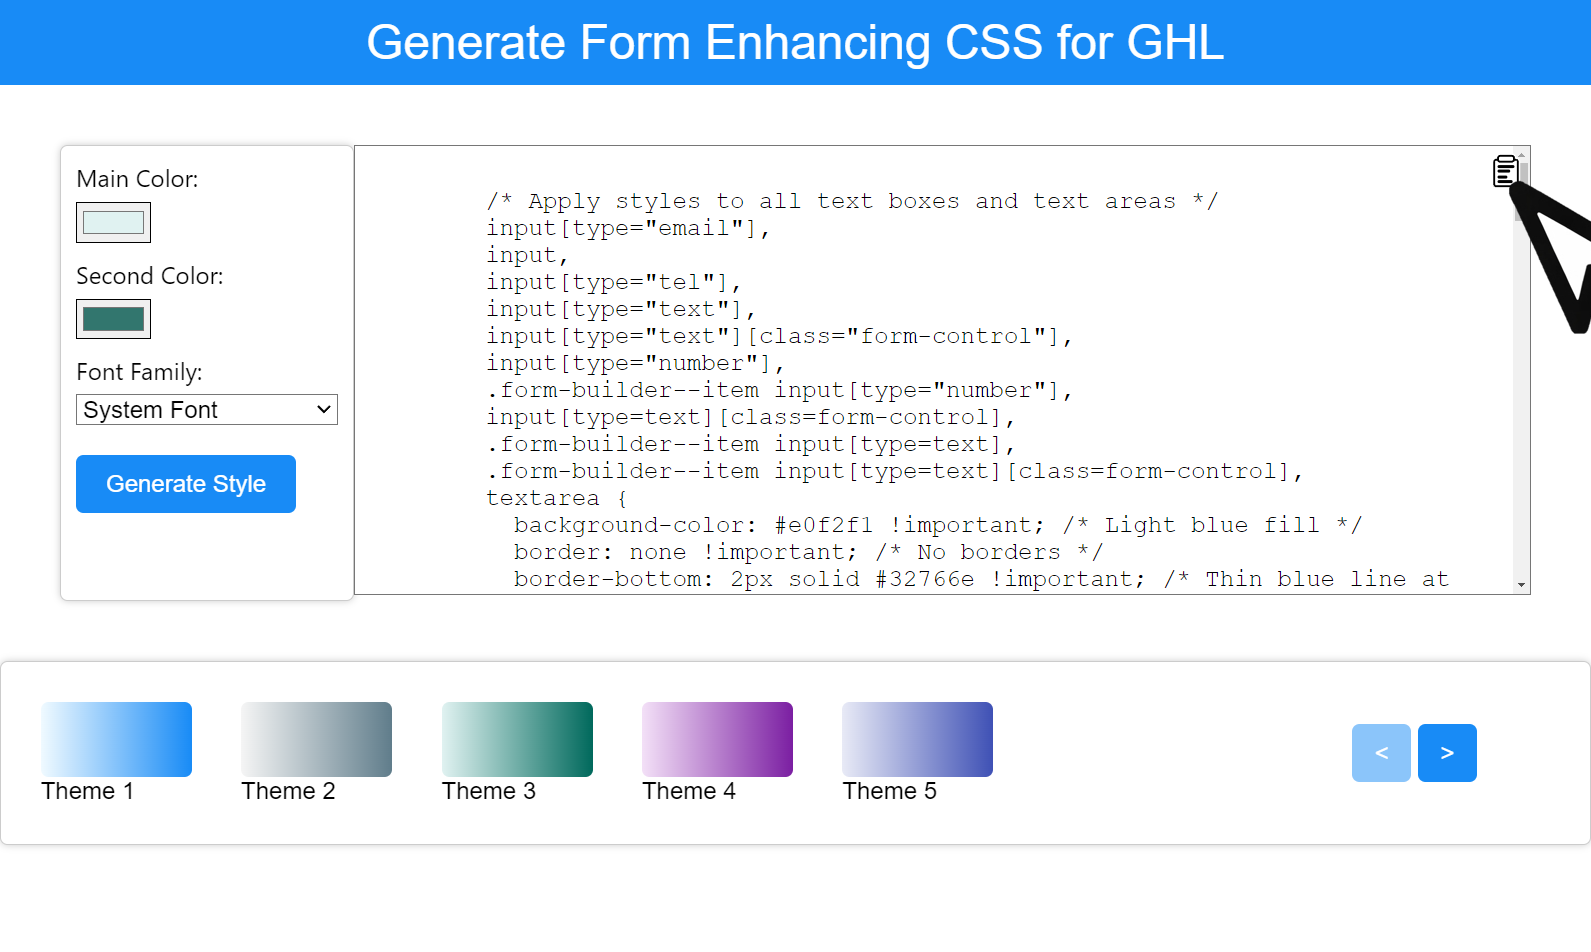 Generate Form Enhancing CSS for GHL
Main Color:
Second Color:
Font Family:
System Font
Generate Style
/* Apply styles to all text boxes and text areas */
input[type="email"],
input,
input[type="tel"],
input[type="text"],
input[type="text"][class="form-control"],
input[type="number"],
.form-builder--item input[type="number"],
input[type=text][class=form-control],
.form-builder--item input[type=text],
.form-builder--item input[type=text][class=form-control],
textarea {
  background-color: #e0f2f1 !important; /* Light blue fill */
  border: none !important; /* No borders */
  border-bottom: 2px solid #32766e !important; /* Thin blue line at
Theme 1
Theme 2
Theme 3
Theme 4
Theme 5
< >